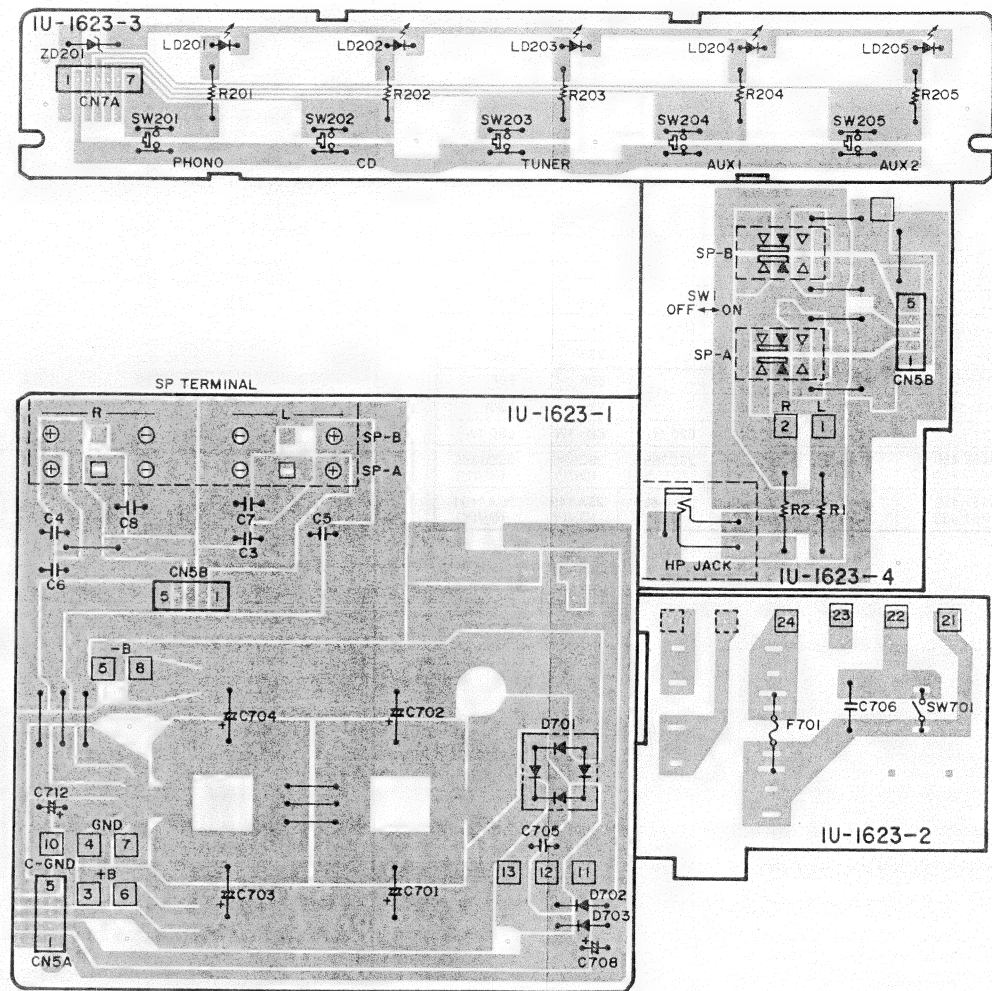 1U-1623-3
ZD201
LD201 LD202 LD203 LD204 LD205
1 7
CN7A
R201 R202 R203 R204 R205
SW201 SW202 SW203 SW204 SW205
PHONO CD TUNER AUX1 AUX2
SP-B
SW1
OFF ↔ ON
SP-A
5
1
CN5B
R L
2 1
R2 R1
HP JACK
1U-1623-4
SP TERMINAL
1U-1623-1
R L
+ - - + SP-B
+ - - + SP-A
C4 C8 C7 C5
C3
C6
CN5B
5 1
-B
5 8
C704 C702
D701
C712
GND
10 4 7
C-GND
+B
3 6
5
1
CN5A
C703 C701
C705
13 12 11
D702
D703
C708
24 23 22 21
F701 C706 SW701
1U-1623-2